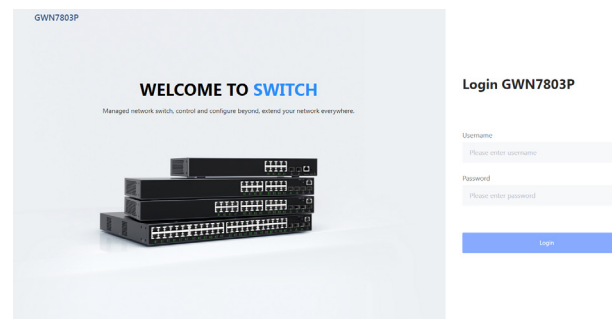 GWN7803P
WELCOME TO SWITCH
Managed network switch, control and configure beyond, extend your network everywhere.
Login GWN7803P
Username
Please enter username
Password
Please enter password
Login